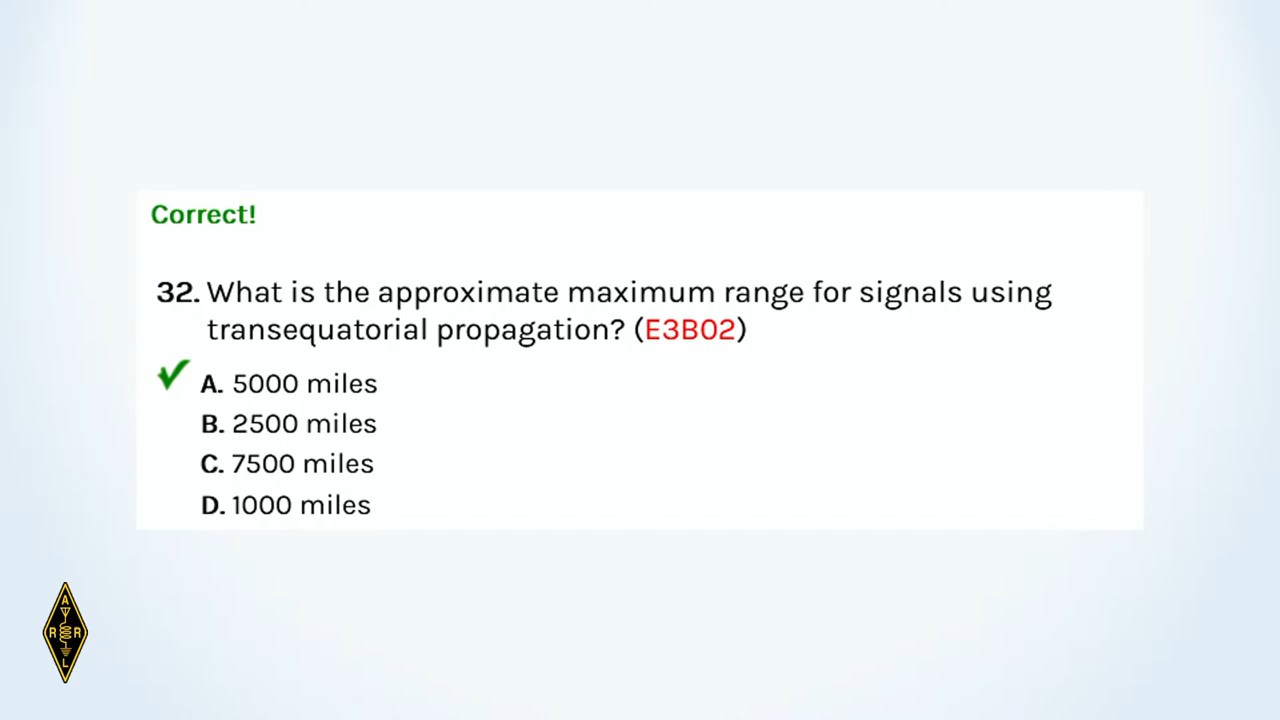 Correct!
32. What is the approximate maximum range for signals using
transequatorial propagation? (E3B02)
A. 5000 miles
B. 2500 miles
C. 7500 miles
D. 1000 miles
A
R R
L